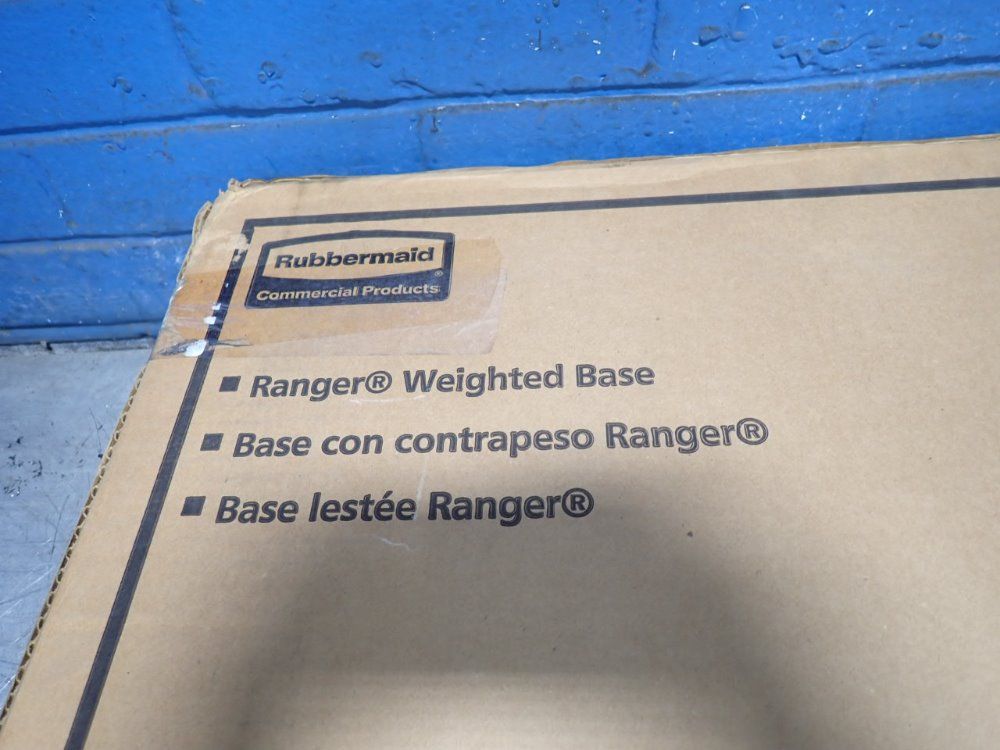 Rubbermaid®
Commercial Products
■ Ranger® Weighted Base
■ Base con contrapeso Ranger®
■ Base lestée Ranger®